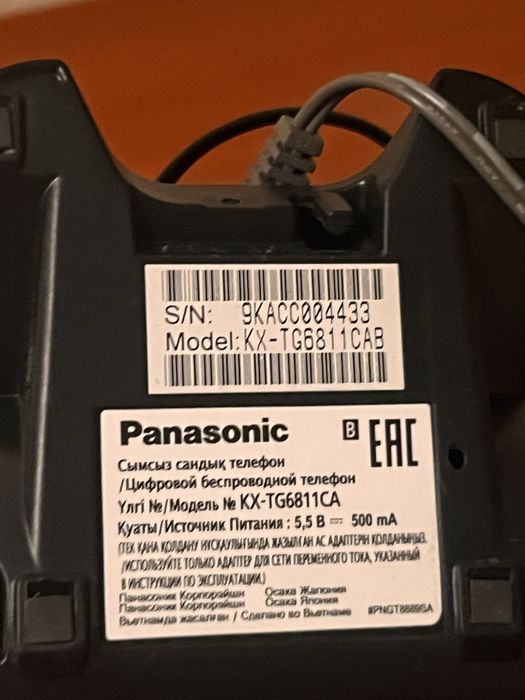 S/N: 9KACC004433
Model: KX-TG6811CAB
Panasonic
B EAC
Сымсыз сандық телефон
/Цифровой беспроводной телефон
Үлгі №/Модель № KX-TG6811CA
Қуаты/Источник Питания : 5,5 В ⎓ 500 mA
(ТЕК ҚАНА ҚОЛДАНУ НҰСҚАУЛЫҒЫНДА ЖАЗЫЛҒАН АС АДАПТЕРІН ҚОЛДАНЫҢЫЗ.
/ИСПОЛЬЗУЙТЕ ТОЛЬКО АДАПТЕР ДЛЯ СЕТИ ПЕРЕМЕННОГО ТОКА, УКАЗАННЫЙ
В ИНСТРУКЦИИ ПО ЭКСПЛУАТАЦИИ.)
Панасоник Корпорэйшн Осака Жапония
Панасоник Корпорэйшн Осака Япония
Вьетнамда жасалған / Сделано во Вьетнаме #PNGT8889SA